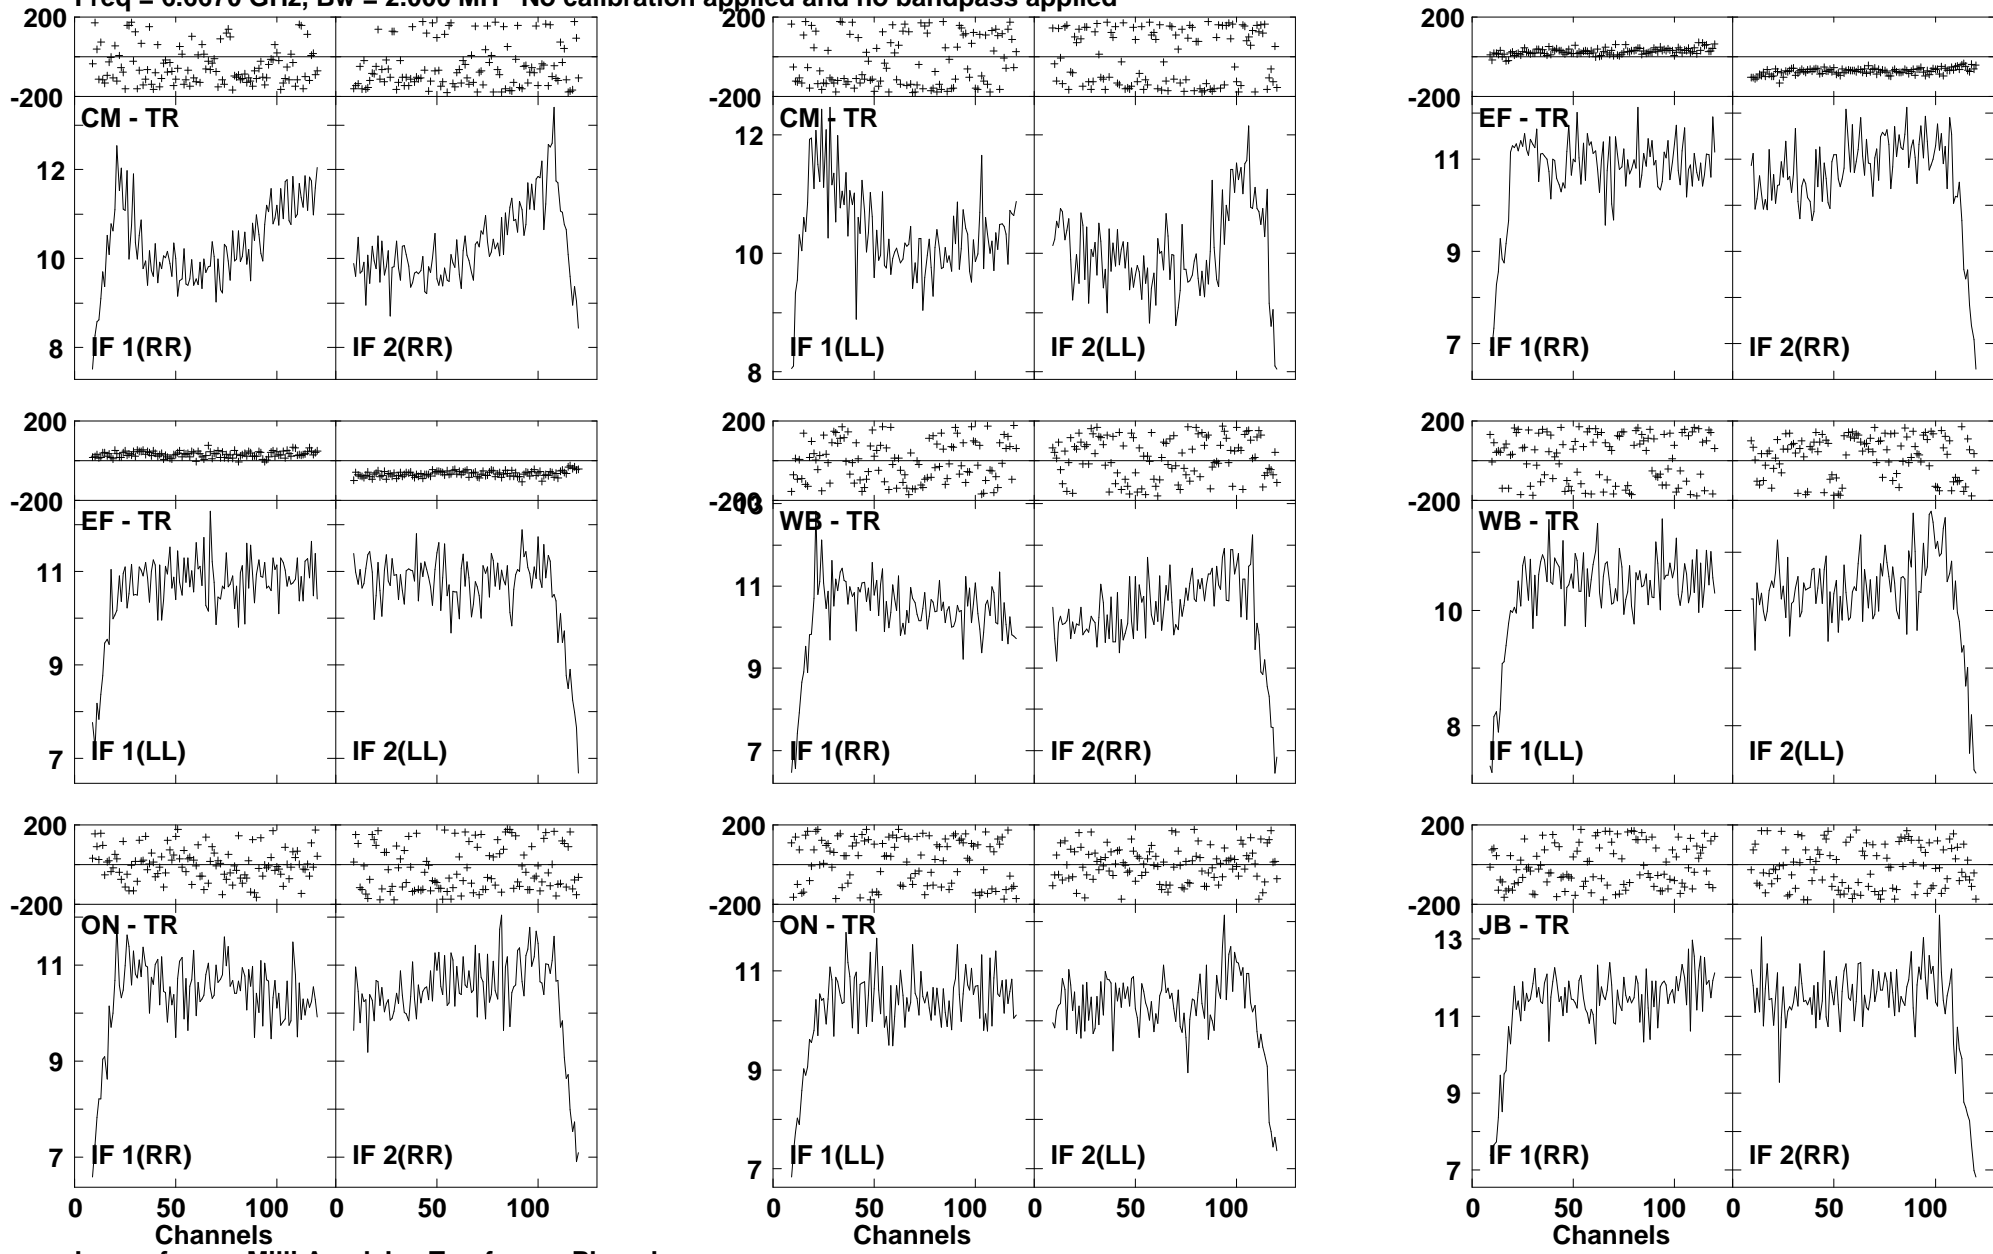 No calibration applied and no bandpass applied
200
-200
CM - TR
12
10
8
IF 1(RR)
IF 2(RR)
200
-200
CM - TR
12
10
8
IF 1(LL)
IF 2(LL)
200
-200
EF - TR
11
9
7
IF 1(RR)
IF 2(RR)
200
-200
EF - TR
11
9
7
IF 1(LL)
IF 2(LL)
200
-200
13
WB - TR
11
9
7
IF 1(RR)
IF 2(RR)
200
-200
WB - TR
10
8
IF 1(LL)
IF 2(LL)
200
-200
ON - TR
11
9
7
IF 1(RR)
IF 2(RR)
0 50 100 0 50 100
Channels
200
-200
ON - TR
11
9
7
IF 1(LL)
IF 2(LL)
0 50 100 0 50 100
Channels
200
-200
JB - TR
13
11
9
7
IF 1(RR)
IF 2(RR)
0 50 100 0 50 100
Channels